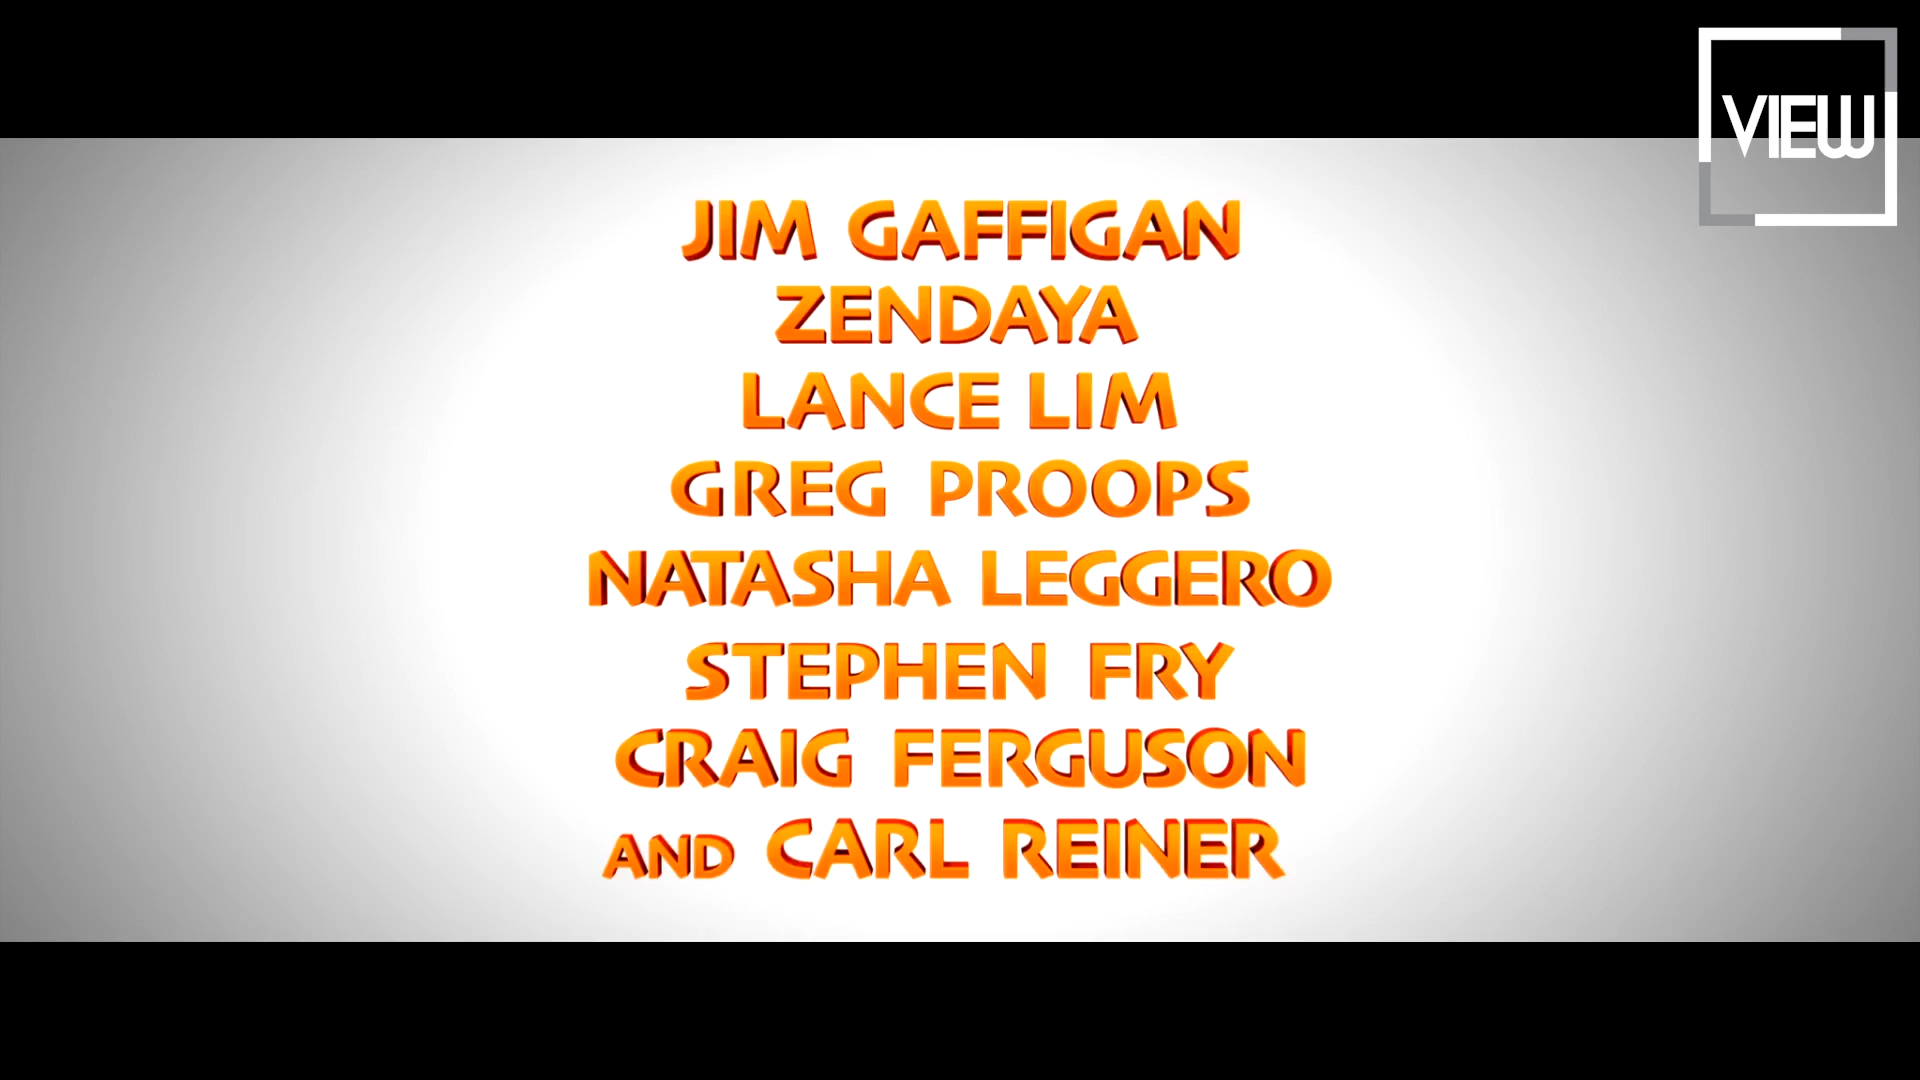 VIEW
JIM GAFFIGAN
ZENDAYA
LANCE LIM
GREG PROOPS
NATASHA LEGGERO
STEPHEN FRY
CRAIG FERGUSON
AND CARL REINER